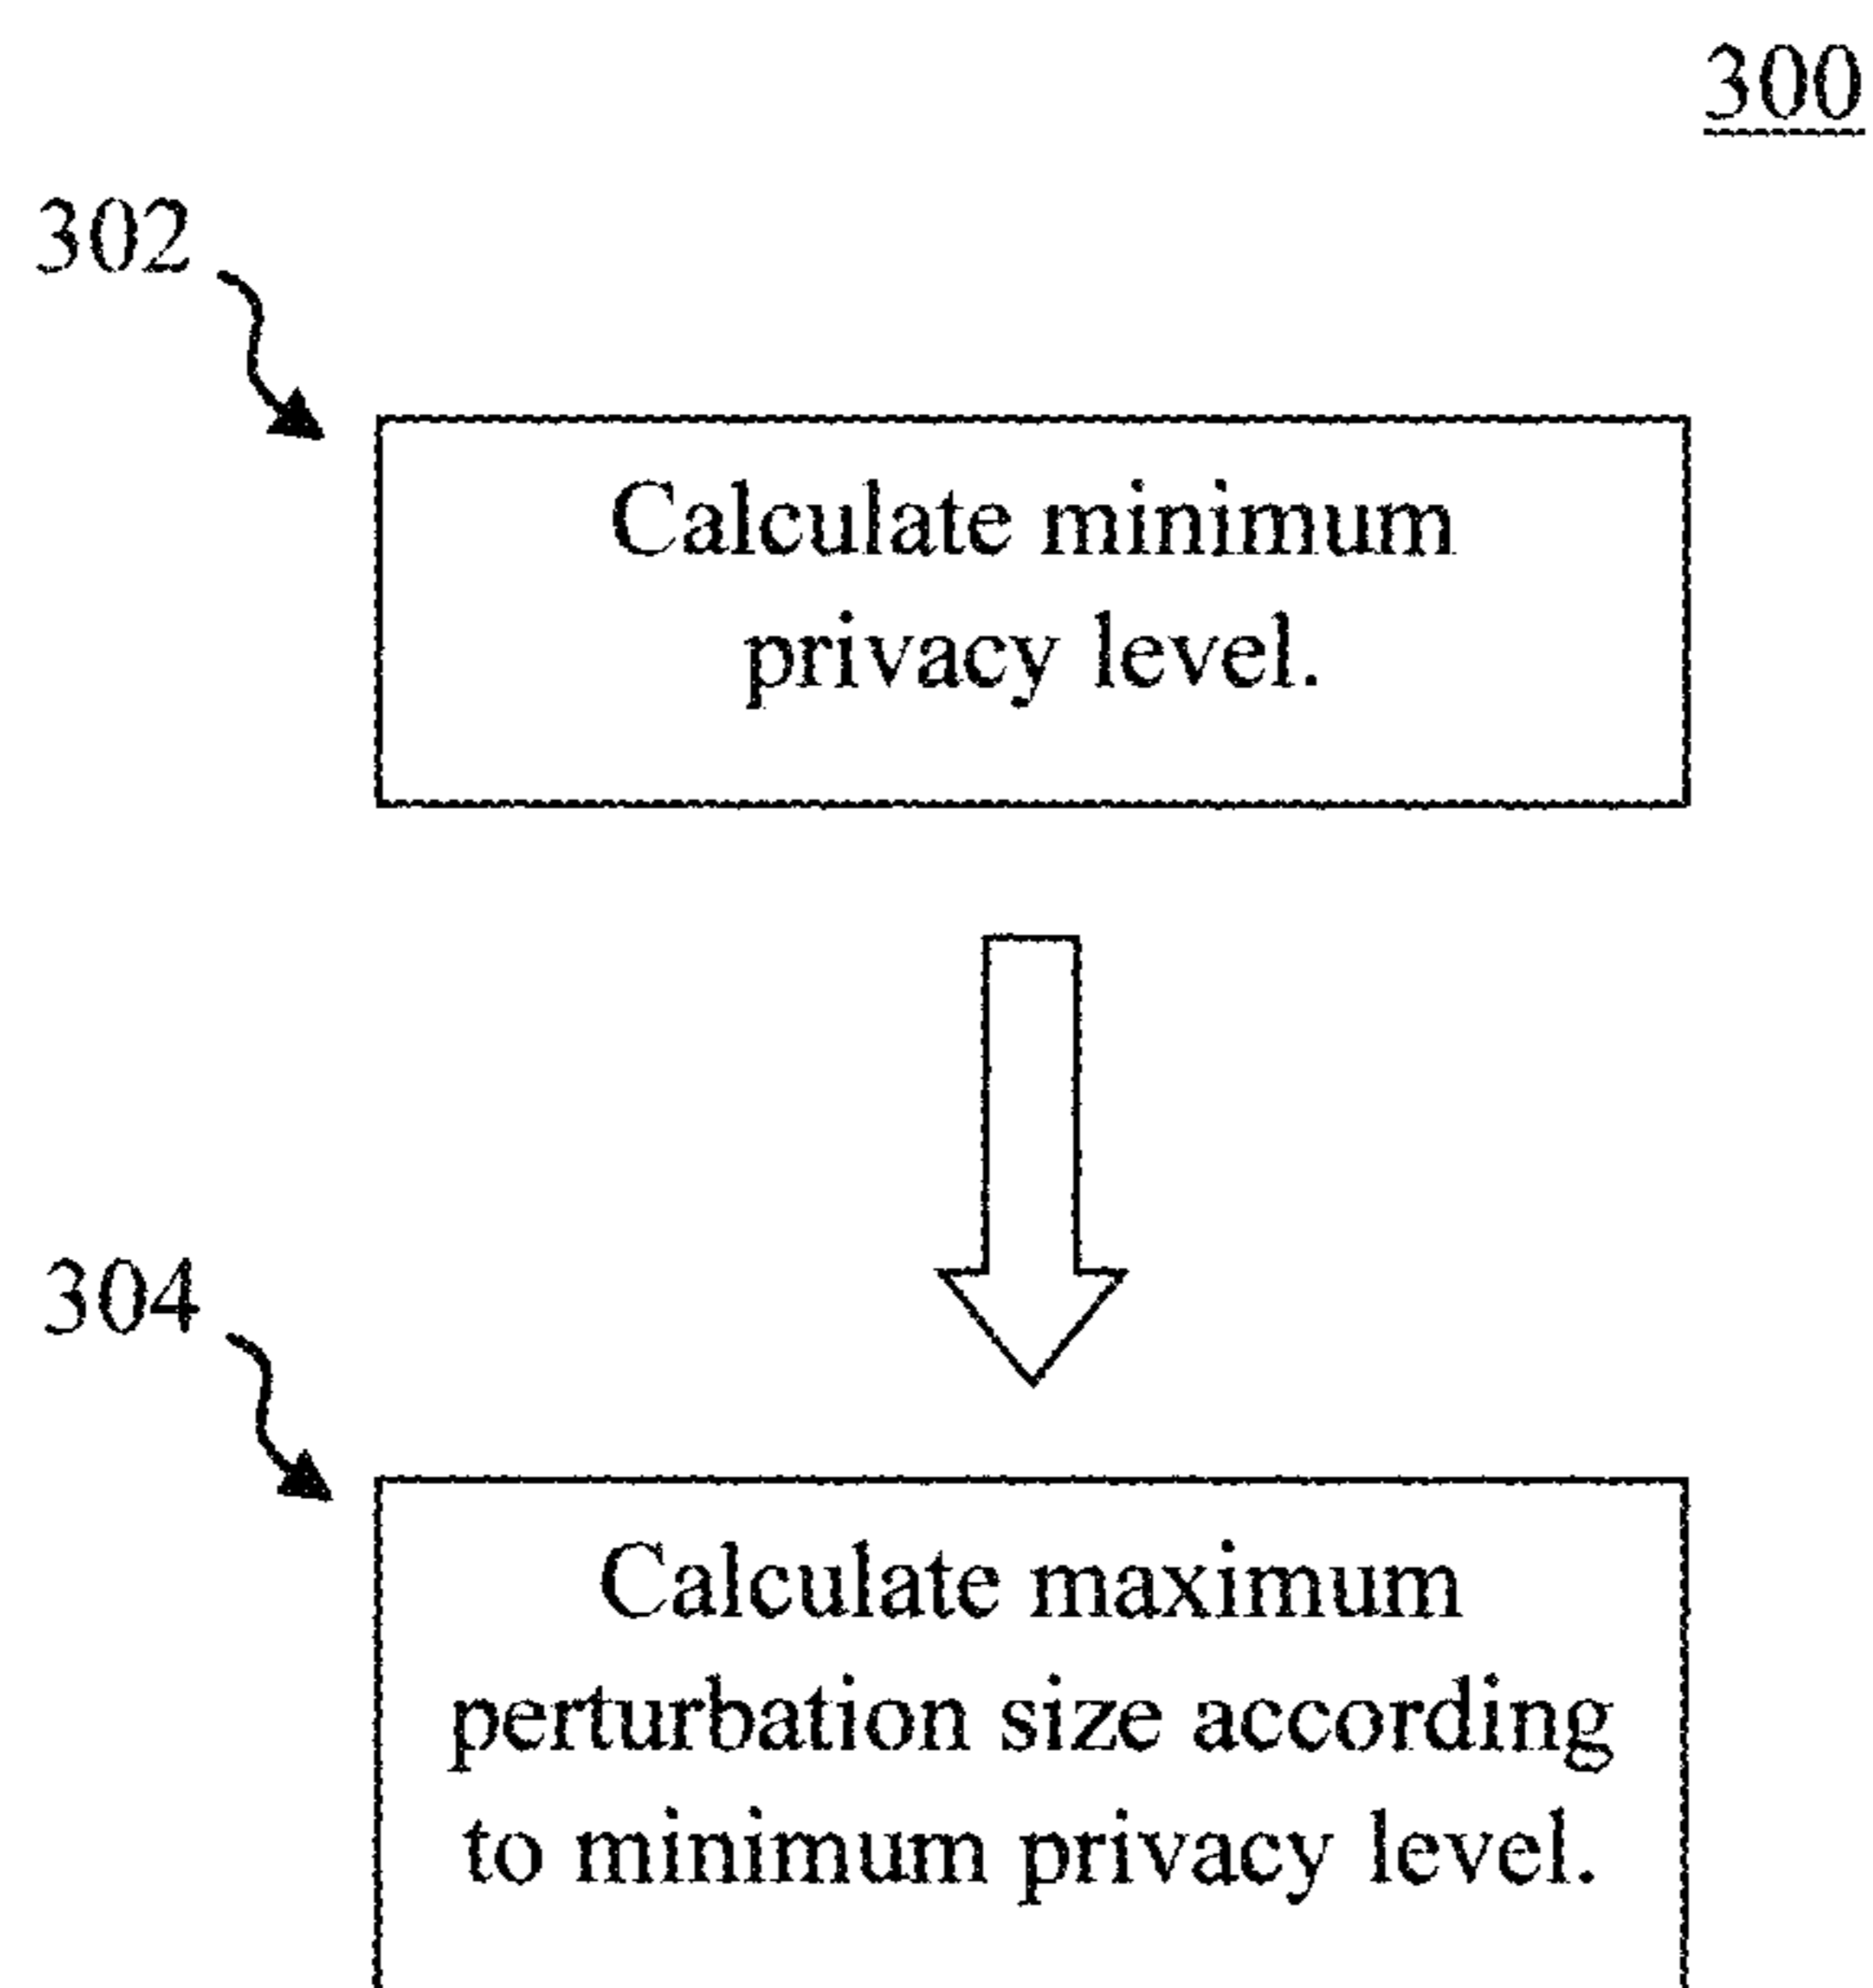 300
302
Calculate minimum
privacy level.
304
Calculate maximum
perturbation size according
to minimum privacy level.